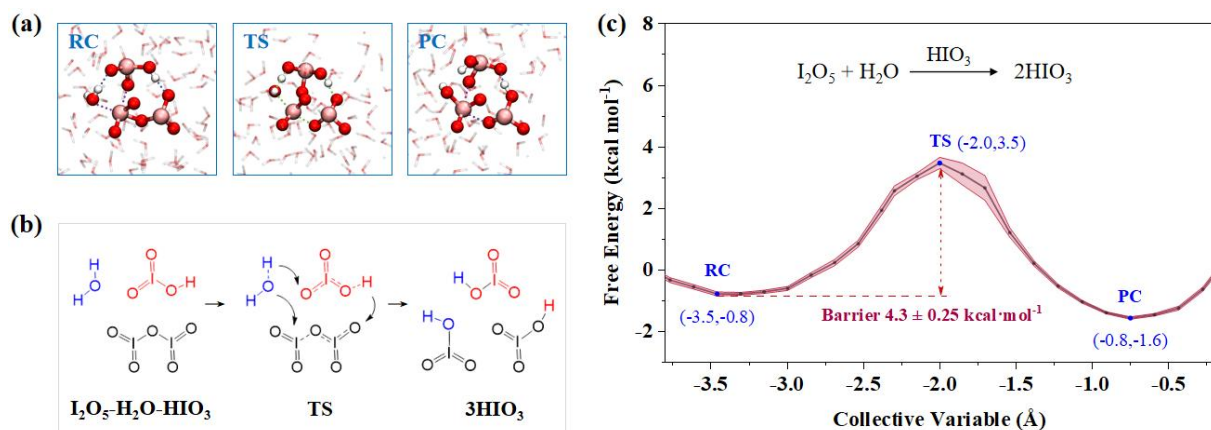 (a)
RC
TS
PC
(b)
H
O
H
O
I
O
O
H
O
O
O
I
I
O
O
H
O
H
O
I
O
O
H
O
O
O
I
I
O
O
H
O
I
O
O
H
O
I
O
O
H
O
I
O
O
I₂O₅-H₂O-HIO₃
TS
3HIO₃
(c)
Free Energy (kcal mol⁻¹)
8
6
4
2
0
-2
I₂O₅ + H₂O
HIO₃
2HIO₃
TS
(-2.0,3.5)
RC
(-3.5,-0.8)
Barrier 4.3 ± 0.25 kcal·mol⁻¹
PC
(-0.8,-1.6)
-3.5
-3.0
-2.5
-2.0
-1.5
-1.0
-0.5
Collective Variable (Å)